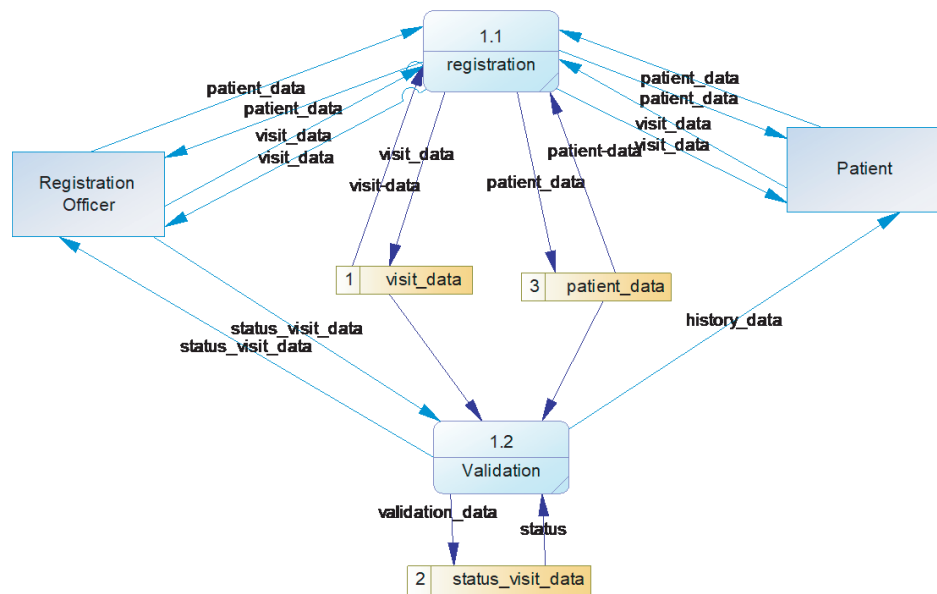 1.1
registration
patient_data
patient_data
visit_data
visit_data
patient_data
patient_data
visit_data
visit_data
visit_data
visit-data
patient-data
patient_data
Registration
Officer
Patient
1 visit_data
3 patient_data
status_visit_data
status_visit_data
history_data
1.2
Validation
validation_data
status
2 status_visit_data